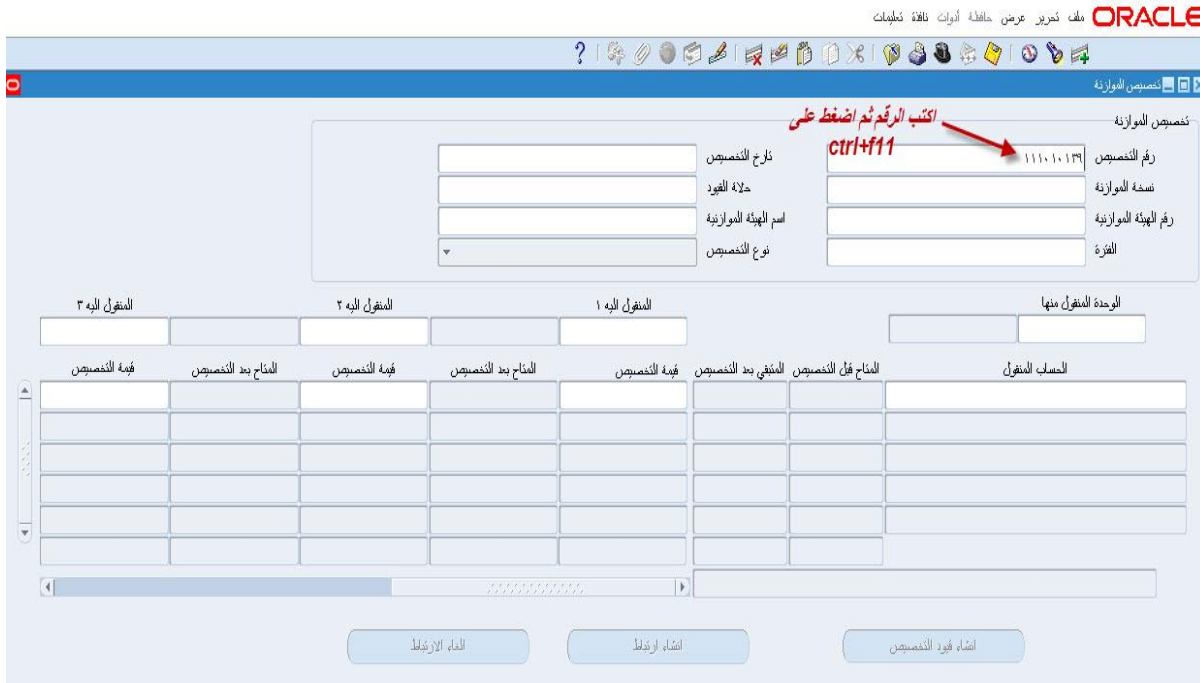 ORACLE ملف تحرير عرض حافظة أدوات نافذة تعليمات
تخصيص الموازنة
تخصيص الموازنة
اكتب الرقم ثم اضغط على
ctrl+f11
رقم التخصيص ١١١٠١٠١٣٩ تارخ التخصيص
نسخة الموازنة حلاة القيود
رقم الهيئة الموازنية اسم الهيئة الموازنية
الفترة نوع التخصيص
الوحدة المنقول منها المنقول اليه ١ المنقول اليه ٢ المنقول اليه ٣
الحساب المنقول المتاح قبل التخصيص المتبقي بعد التخصيص قيمة التخصيص المتاح بعد التخصيص قيمة التخصيص المتاح بعد التخصيص قيمة التخصيص
انشاء قيود التخصيص انشاء ارتباط الغاء الارتباط